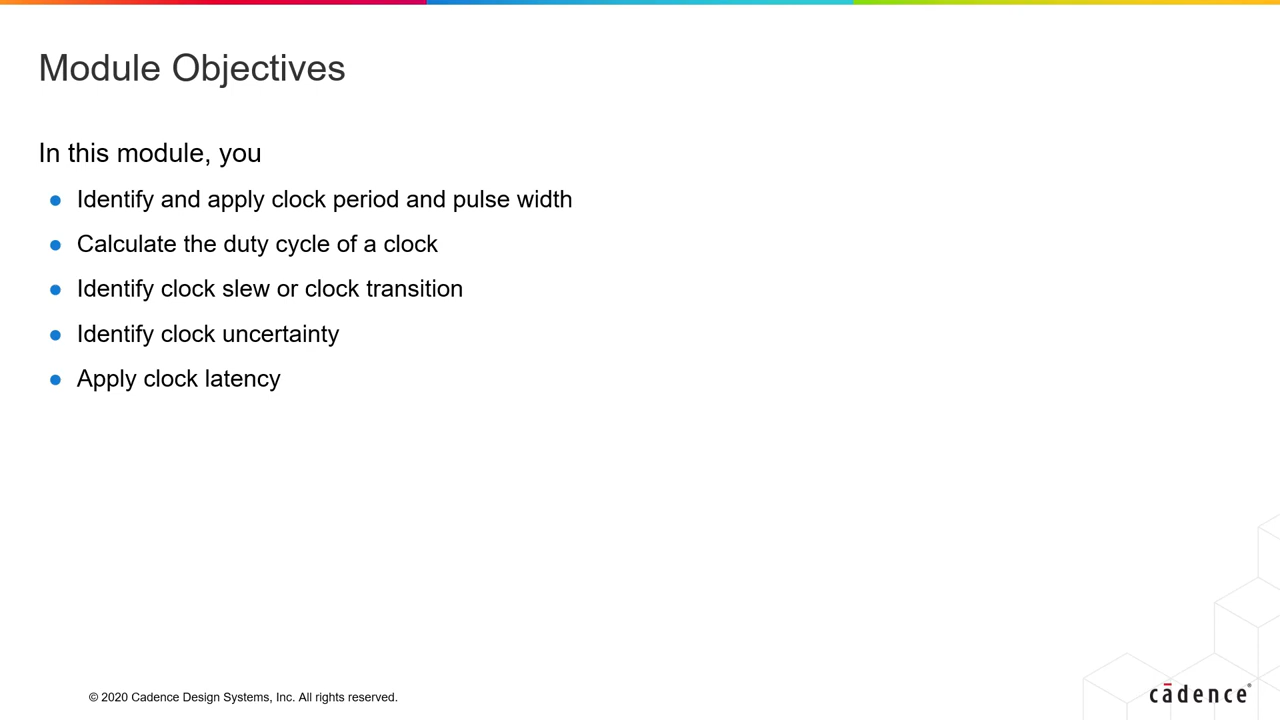 Module Objectives
In this module, you
● Identify and apply clock period and pulse width
● Calculate the duty cycle of a clock
● Identify clock slew or clock transition
● Identify clock uncertainty
● Apply clock latency
© 2020 Cadence Design Systems, Inc. All rights reserved.
cādence®